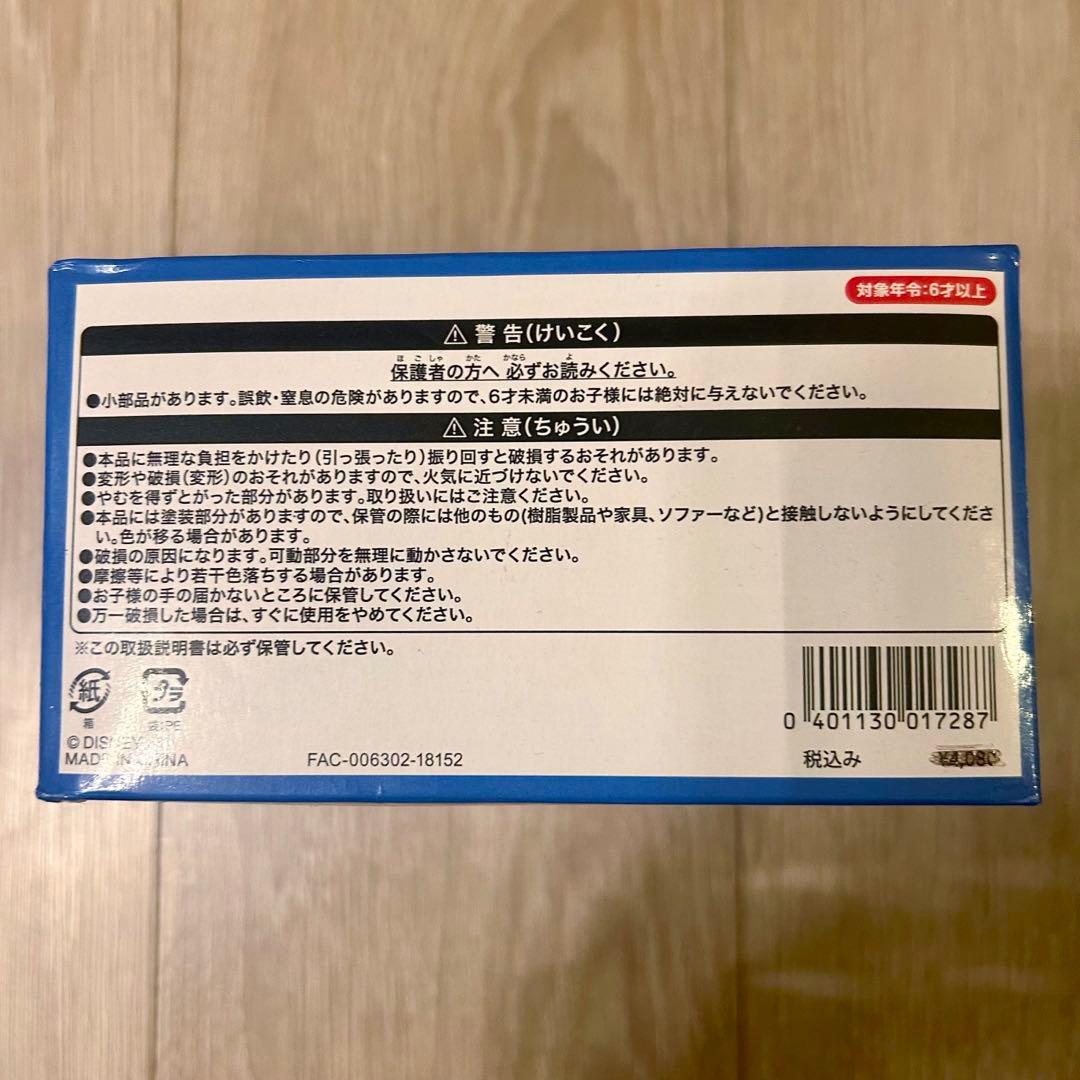 対象年令:6才以上
⚠警告(けいこく)
ほごしゃ かた かなら よ
保護者の方へ 必ずお読みください。
●小部品があります。誤飲・窒息の危険がありますので、6才未満のお子様には絶対に与えないでください。
⚠注意(ちゅうい)
●本品に無理な負担をかけたり(引っ張ったり)振り回すと破損するおそれがあります。
●変形や破損(変形)のおそれがありますので、火気に近づけないでください。
●やむを得ずとがった部分があります。取り扱いにはご注意ください。
●本品には塗装部分がありますので、保管の際には他のもの(樹脂製品や家具、ソファーなど)と接触しないようにしてくださ
い。色が移る場合があります。
●破損の原因になります。可動部分を無理に動かさないでください。
●摩擦等により若干色落ちする場合があります。
●お子様の手の届かないところに保管してください。
●万一破損した場合は、すぐに使用をやめてください。
※この取扱説明書は必ず保管してください。
紙 プラ
箱 袋:PE
© DISNEY
MADE IN CHINA
FAC-006302-18152
0 401130 017287
税込み ¥4,080